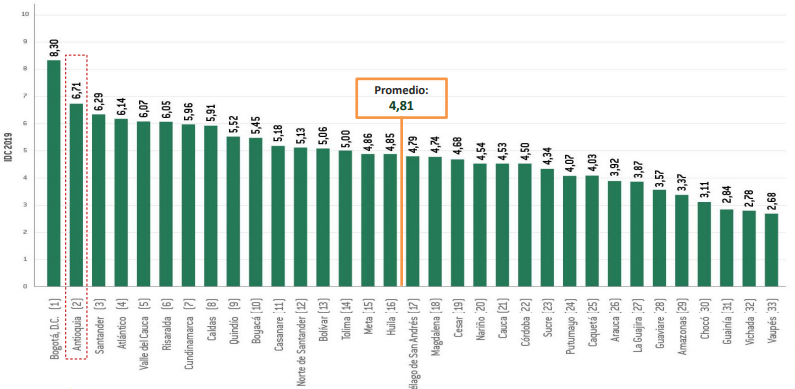 10
9
8
7
6
5
4
3
2
1
0
IDC 2019
8,30
6,71
6,29
6,14
6,07
6,05
5,96
5,91
5,52
5,45
5,18
5,13
5,06
5,00
4,86
4,85
Promedio:
4,81
4,79
4,74
4,68
4,54
4,53
4,50
4,34
4,07
4,03
3,92
3,87
3,57
3,37
3,11
2,84
2,78
2,68
Bogotá, D.C. [1]
Antioquia [2]
Santander [3]
Atlántico [4]
Valle del Cauca [5]
Risaralda [6]
Cundinamarca [7]
Caldas [8]
Quindío [9]
Boyacá [10]
Casanare [11]
Norte de Santander [12]
Bolívar [13]
Tolima [14]
Meta [15]
Huila [16]
élago de San Andrés [17]
Magdalena [18]
Cesar [19]
Nariño [20]
Cauca [21]
Córdoba [22]
Sucre [23]
Putumayo [24]
Caquetá [25]
Arauca [26]
La Guajira [27]
Guaviare [28]
Amazonas [29]
Chocó [30]
Guainía [31]
Vichada [32]
Vaupés [33]